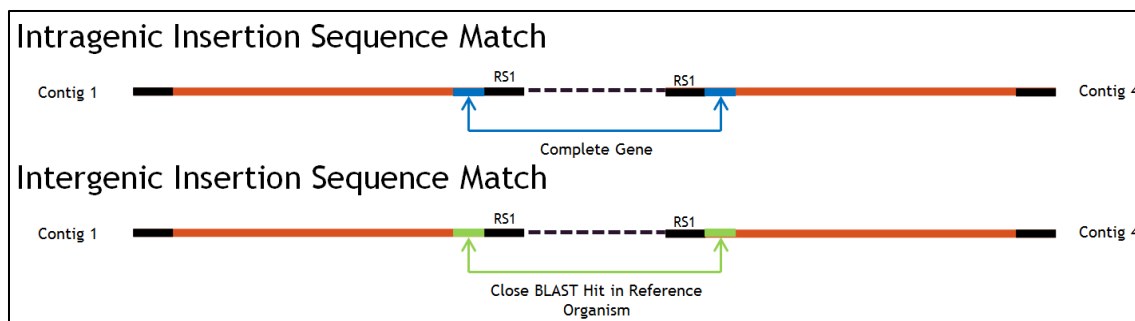 Intragenic Insertion Sequence Match
Contig 1
RS1
RS1
Contig 4
Complete Gene
Intergenic Insertion Sequence Match
Contig 1
RS1
RS1
Contig 4
Close BLAST Hit in Reference
Organism